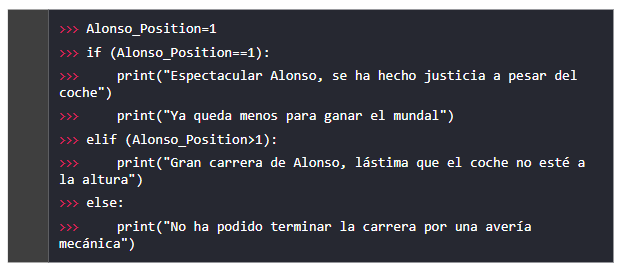 >>> Alonso_Position=1
>>> if (Alonso_Position==1):
>>>     print("Espectacular Alonso, se ha hecho justicia a pesar del
coche")
>>>     print("Ya queda menos para ganar el mundal")
>>> elif (Alonso_Position>1):
>>>     print("Gran carrera de Alonso, lástima que el coche no esté a
la altura")
>>> else:
>>>     print("No ha podido terminar la carrera por una avería
mecánica")